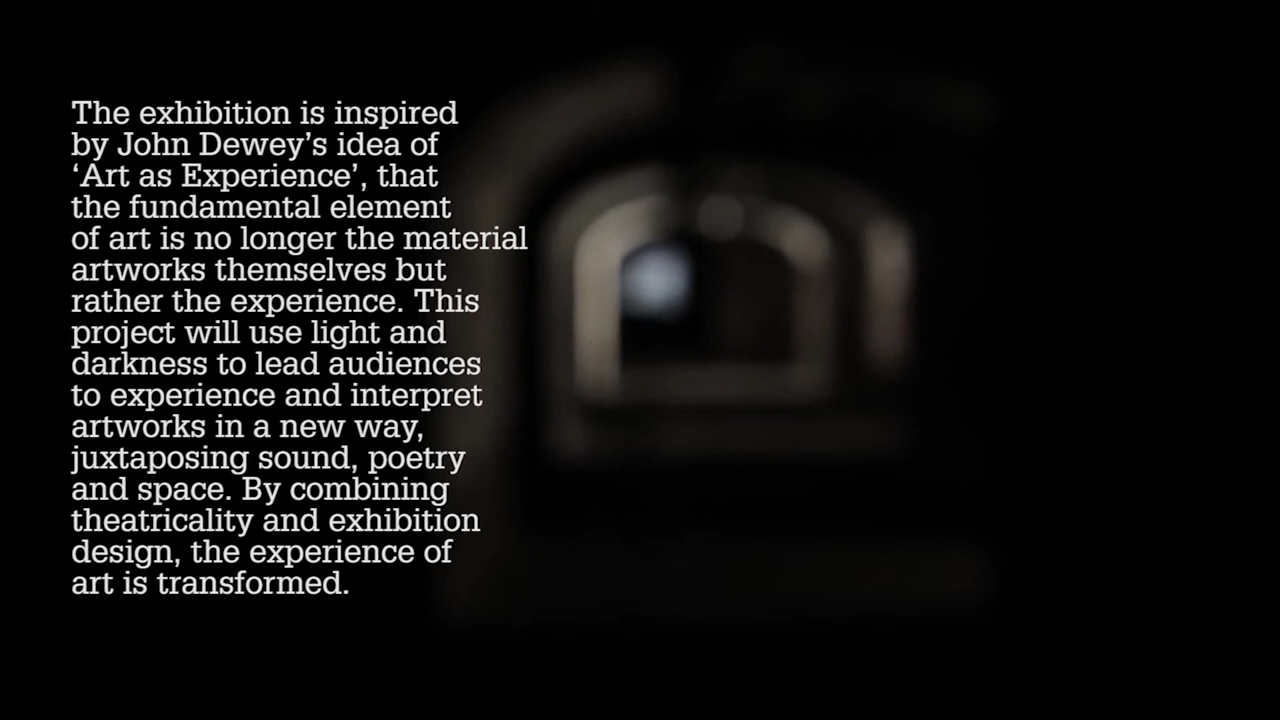 The exhibition is inspired
by John Dewey’s idea of
‘Art as Experience’, that
the fundamental element
of art is no longer the material
artworks themselves but
rather the experience. This
project will use light and
darkness to lead audiences
to experience and interpret
artworks in a new way,
juxtaposing sound, poetry
and space. By combining
theatricality and exhibition
design, the experience of
art is transformed.